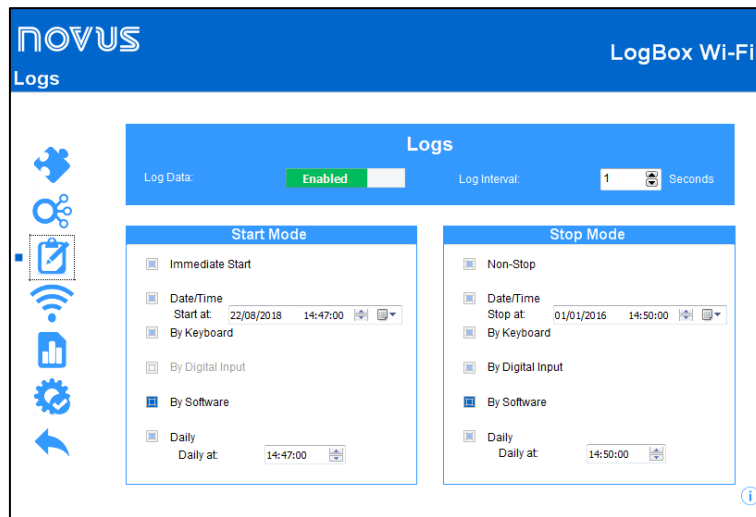 novus
LogBox Wi-Fi
Logs
Logs
Log Data: Enabled Log Interval: 1 Seconds
Start Mode
Immediate Start
Date/Time
Start at: 22/08/2018 14:47:00
By Keyboard
By Digital Input
By Software
Daily
Daily at: 14:47:00
Stop Mode
Non-Stop
Date/Time
Stop at: 01/01/2016 14:50:00
By Keyboard
By Digital Input
By Software
Daily
Daily at: 14:50:00
i